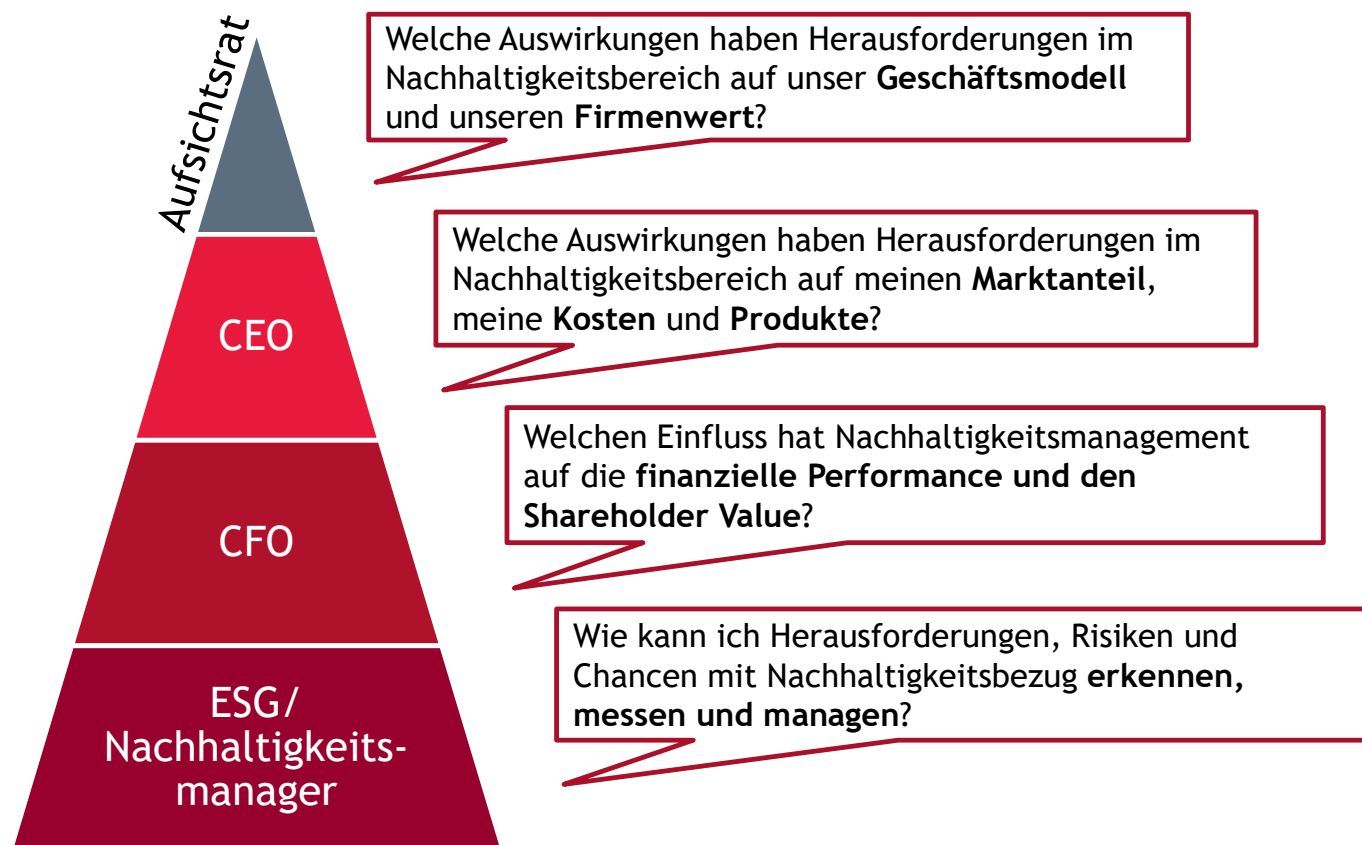 Aufsichtsrat
Welche Auswirkungen haben Herausforderungen im
Nachhaltigkeitsbereich auf unser Geschäftsmodell
und unseren Firmenwert?
CEO
Welche Auswirkungen haben Herausforderungen im
Nachhaltigkeitsbereich auf meinen Marktanteil,
meine Kosten und Produkte?
CFO
Welchen Einfluss hat Nachhaltigkeitsmanagement
auf die finanzielle Performance und den
Shareholder Value?
ESG/
Nachhaltigkeits-
manager
Wie kann ich Herausforderungen, Risiken und
Chancen mit Nachhaltigkeitsbezug erkennen,
messen und managen?